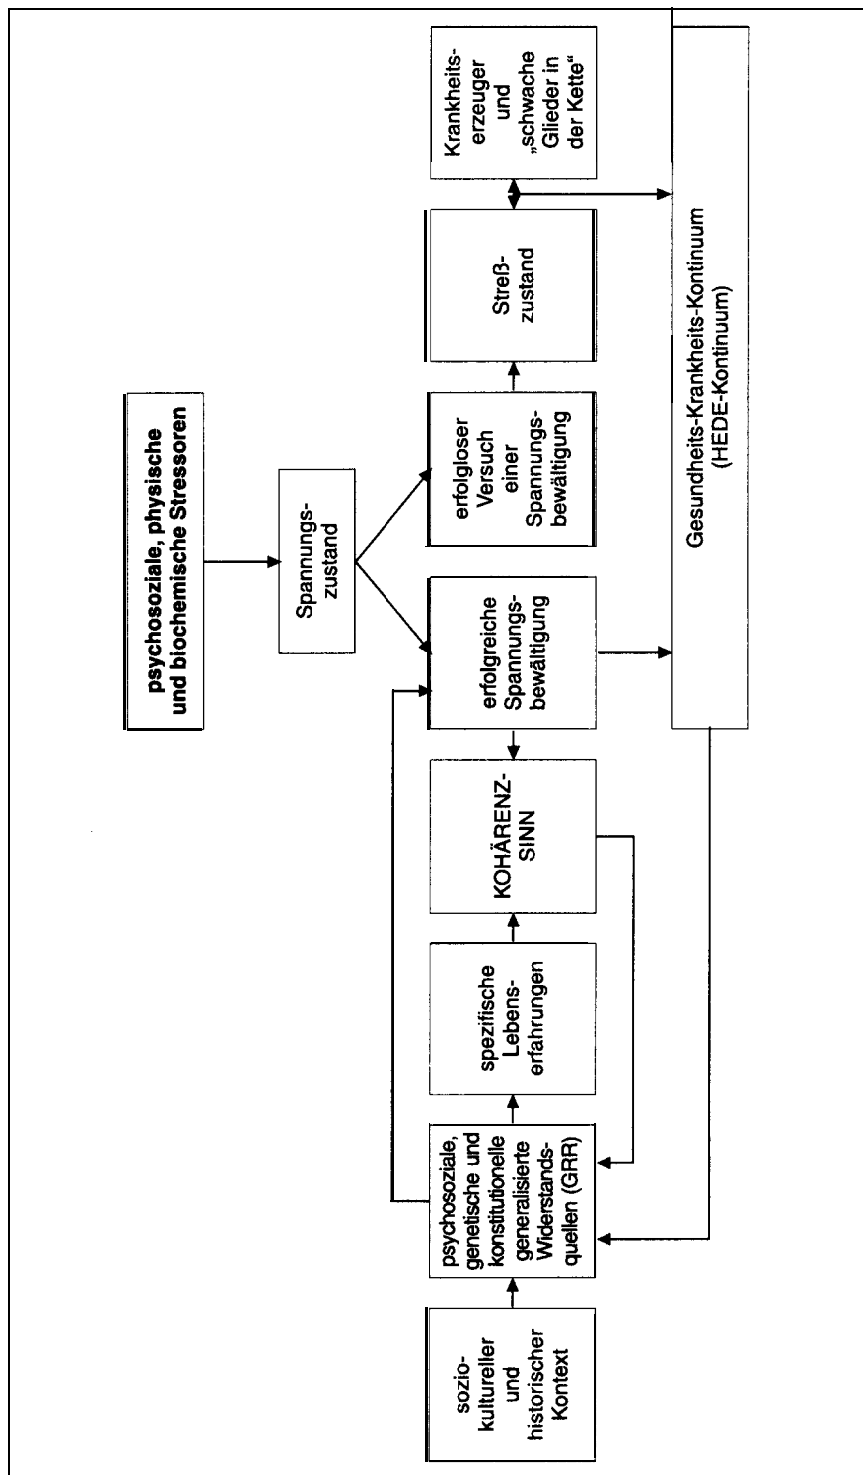 psychosoziale, physische
und biochemische Stressoren
Spannungs-
zustand
sozio-
kultureller
und
historischer
Kontext
psychosoziale,
genetische und
konstitutionelle
generalisierte
Widerstands-
quellen (GRR)
spezifische
Lebens-
erfahrungen
KOHÄRENZ-
SINN
erfolgreiche
Spannungs-
bewältigung
erfolgloser
Versuch
einer
Spannungs-
bewältigung
Streß-
zustand
Krankheits-
erzeuger
und
„schwache
Glieder in
der Kette“
Gesundheits-Krankheits-Kontinuum
(HEDE-Kontinuum)